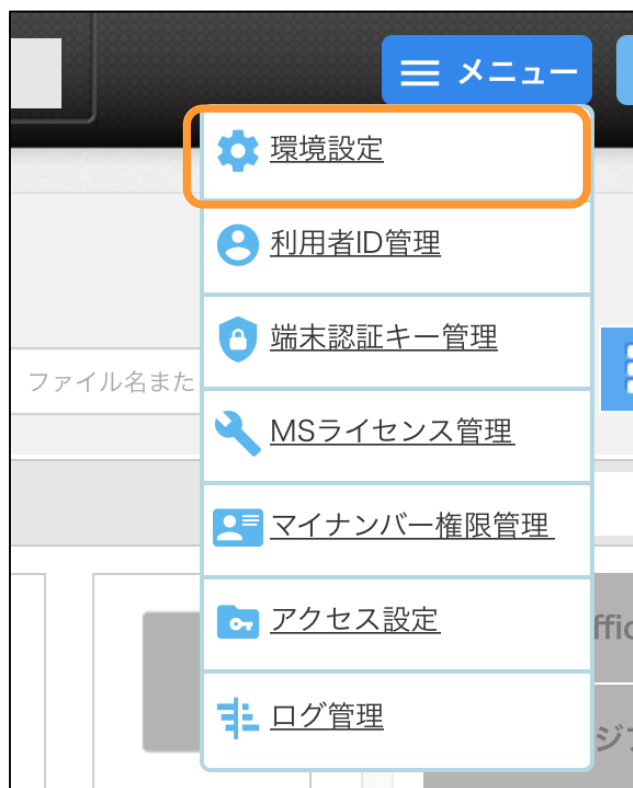 メニュー
環境設定
利用者ID管理
端末認証キー管理
ファイル名また
MSライセンス管理
マイナンバー権限管理
アクセス設定
ffic
ログ管理
ジ